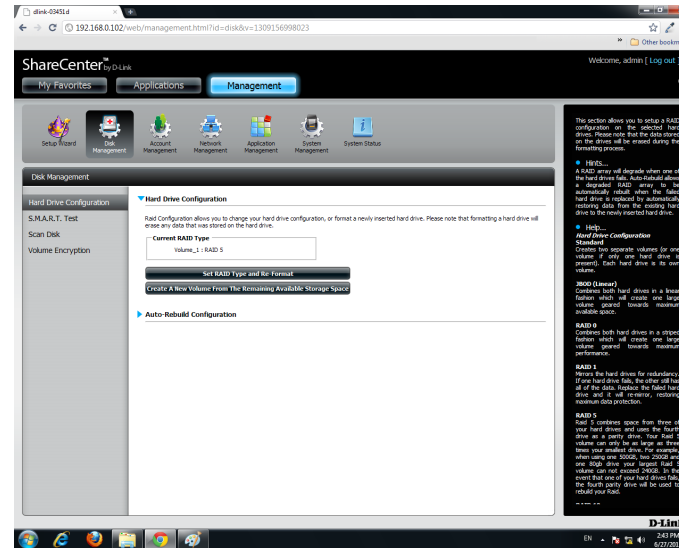 dlink-03451d
192.168.0.102/web/management.html?id=disk&v=1309156998023
» Other bookm
ShareCenter™ by D-Link
Welcome, admin [ Log out ]
My Favorites Applications Management
Setup Wizard Disk Management Account Management Network Management Application Management System Management System Status
Disk Management
Hard Drive Configuration
S.M.A.R.T. Test
Scan Disk
Volume Encryption
Hard Drive Configuration
Raid Configuration allows you to change your hard drive configuration, or format a newly inserted hard drive. Please note that formatting a hard drive will
erase any data that was stored on the hard drive.
Current RAID Type
Volume_1 : RAID 5
Set RAID Type and Re-Format
Create A New Volume From The Remaining Available Storage Space
Auto-Rebuild Configuration
This section allows you to setup a RAID
configuration on the selected hard
drives. Please note that the data stored
on the drives will be erased during the
formatting process.
Hints...
A RAID array will degrade when one of
the hard drives fails. Auto-Rebuild allows
a degraded RAID array to be
automatically rebuilt when the failed
hard drive is replaced by automatically
restoring data from the existing hard
drive to the newly inserted hard drive.
Help...
Hard Drive Configuration
Standard
Creates two separate volumes (or one
volume if only one hard drive is
present). Each hard drive is its own
volume.
JBOD (Linear)
Combines both hard drives in a linear
fashion which will create one large
volume geared towards maximum
available space.
RAID 0
Combines both hard drives in a striped
fashion which will create one large
volume geared towards maximum
performance.
RAID 1
Mirrors the hard drives for redundancy.
If one hard drive fails, the other still has
all of the data. Replace the failed hard
drive and it will re-mirror, restoring
maximum data protection.
RAID 5
Raid 5 combines space from three of
your hard drives and uses the fourth
drive as a parity drive. Your Raid 5
volume can only be as large as three
times your smallest drive. For example,
when using one 500GB, two 250GB and
one 80gb drive your largest Raid 5
volume can not exceed 240GB. In the
event that one of your hard drives fails,
the fourth parity drive will be used to
rebuild your Raid.
D-Lin
EN 2:43 PM
6/27/201